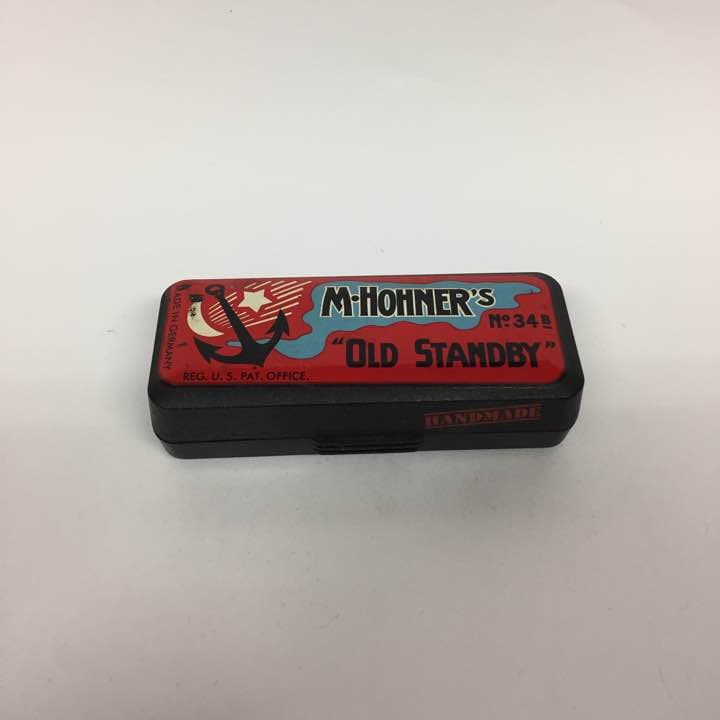 MADE IN GERMANY
M·HOHNER'S
Nº 34B
"OLD STANDBY"
REG. U. S. PAT. OFFICE.
HANDMADE